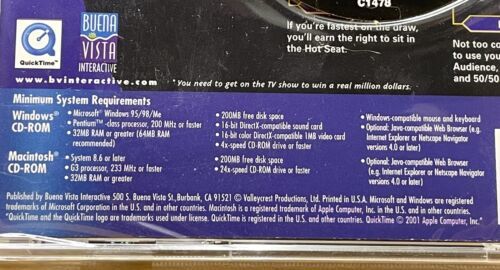 C1478
If you're fastest on the draw,
you'll earn the right to sit in
the Hot Seat.
Not too co
to use you
Audience,
and 50/50
QuickTime™
BUENA
VISTA
INTERACTIVE
www.bvinteractive.com
*You need to get on the TV show to win a real million dollars.
Minimum System Requirements
Windows®
CD-ROM
• Microsoft® Windows 95/98/Me
• Pentium™-class processor, 200 MHz or faster
• 32MB RAM or greater (64MB RAM
recommended)
• 200MB free disk space
• 16-bit DirectX-compatible sound card
• 16-bit color DirectX-compatible 1MB video card
• 4x-speed CD-ROM drive or faster
• Windows-compatible mouse and keyboard
• Optional: Java-compatible Web Browser (e.g.
Internet Explorer or Netscape Navigator
versions 4.0 or later)
Macintosh®
CD-ROM
• System 8.6 or later
• G3 processor, 233 MHz or faster
• 32MB RAM or greater
• 200MB free disk space
• 24x-speed CD-ROM drive or faster
• Optional: Java-compatible Web Browser
(e.g. Internet Explorer or Netscape Navigator
versions 4.0 or later)
Published by Buena Vista Interactive 500 S. Buena Vista St., Burbank, CA 91521 © Valleycrest Productions, Ltd. Printed in U.S.A. Microsoft and Windows are registered
trademarks of Microsoft Corporation in the U.S. and in other countries. Macintosh is a registered trademark of Apple Computer, Inc. in the U.S. and in other countries.
"QuickTime and the QuickTime logo are trademarks used under license. QuickTime is registered in the U.S. and other countries. QuickTime © 2001 Apple Computer, Inc."